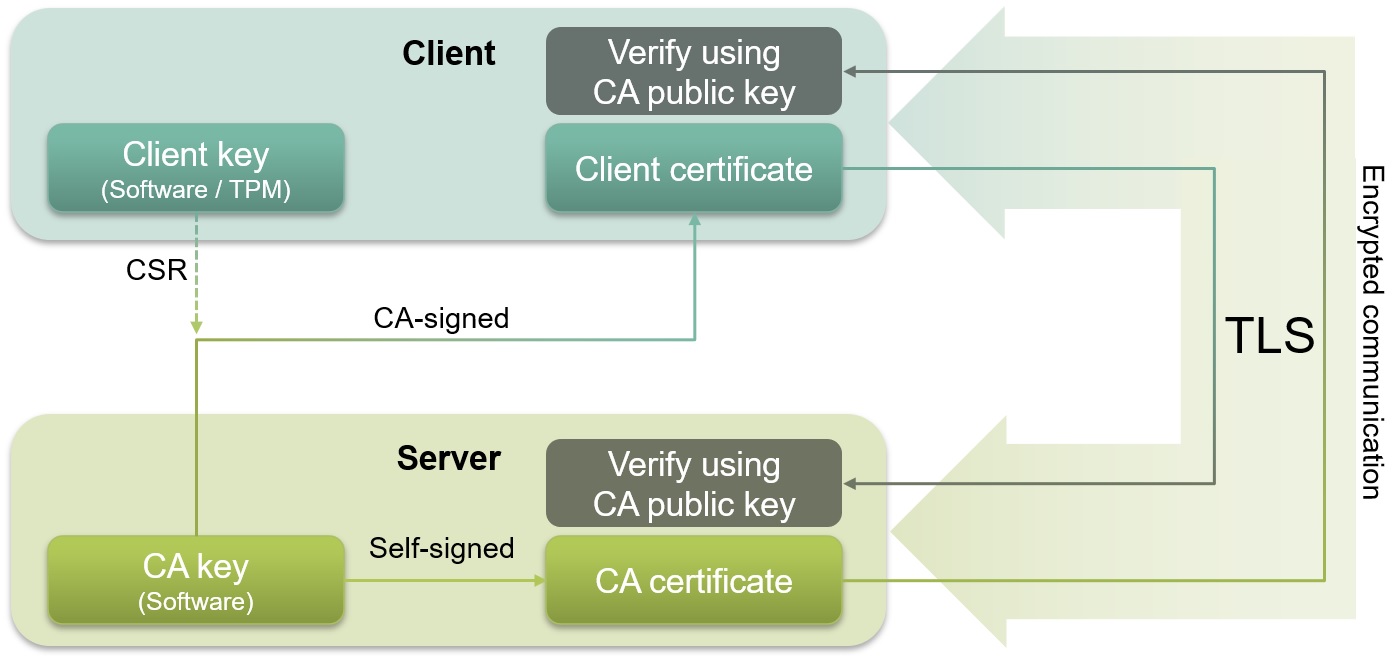 Client
Verify using
CA public key
Client key
(Software / TPM)
Client certificate
CSR
CA-signed
TLS
Encrypted communication
Server
Verify using
CA public key
CA key
(Software)
Self-signed
CA certificate